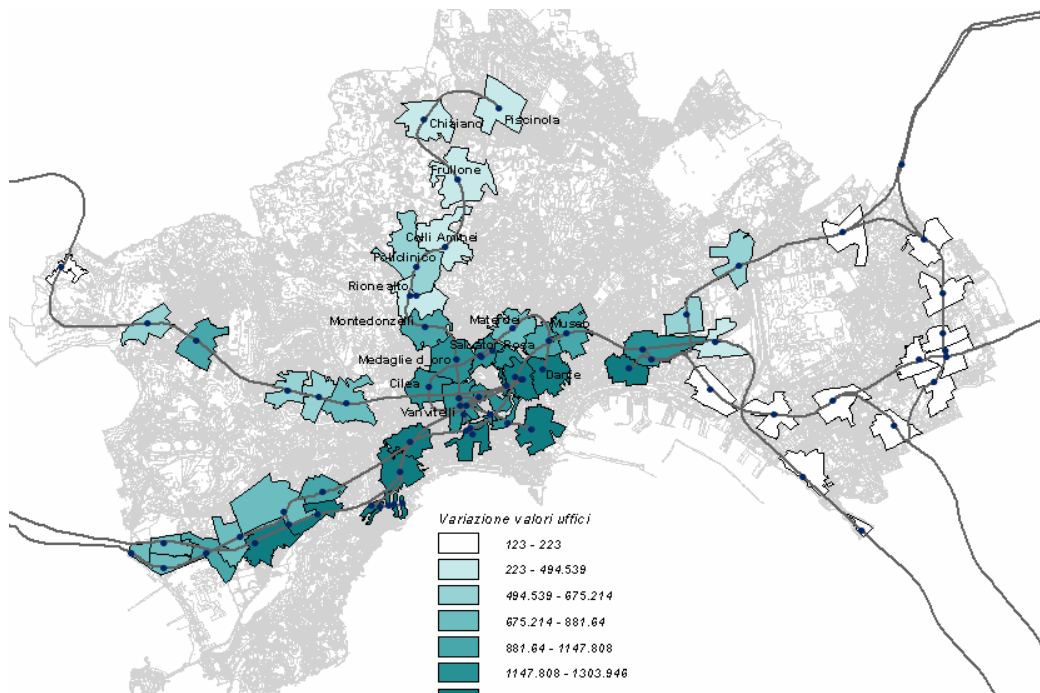 Chiaiano
Piscinola
Frullone
Colli Aminei
Policlinico
Rione alto
Montedonzelli
Materdei
Museo
Salvator Rosa
Medaglie d oro
Dante
Cilea
Vanvitelli
Variazione valori uffici
123 - 223
223 - 494.539
494.539 - 675.214
675.214 - 881.64
881.64 - 1147.808
1147.808 - 1303.946